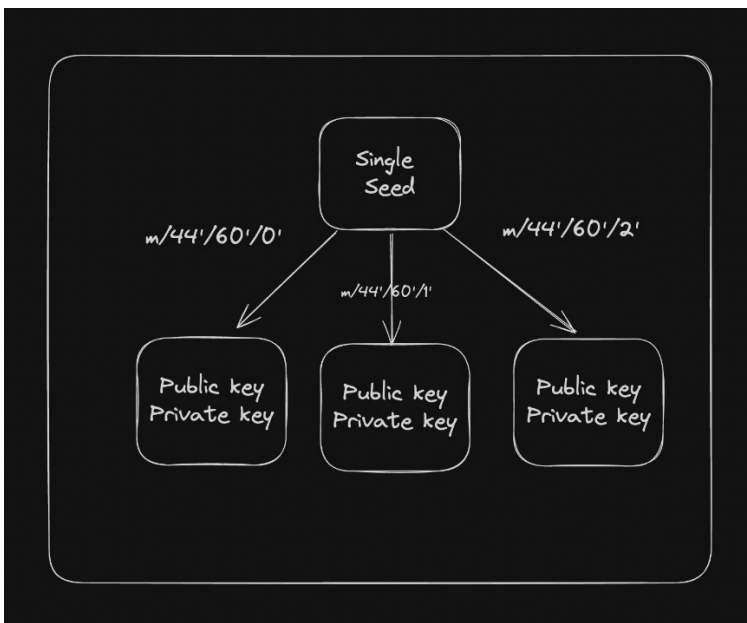 Single
Seed
m/44'/60'/0'
m/44'/60'/2'
m/44'/60'/1'
Public key
Private key
Public key
Private key
Public key
Private key